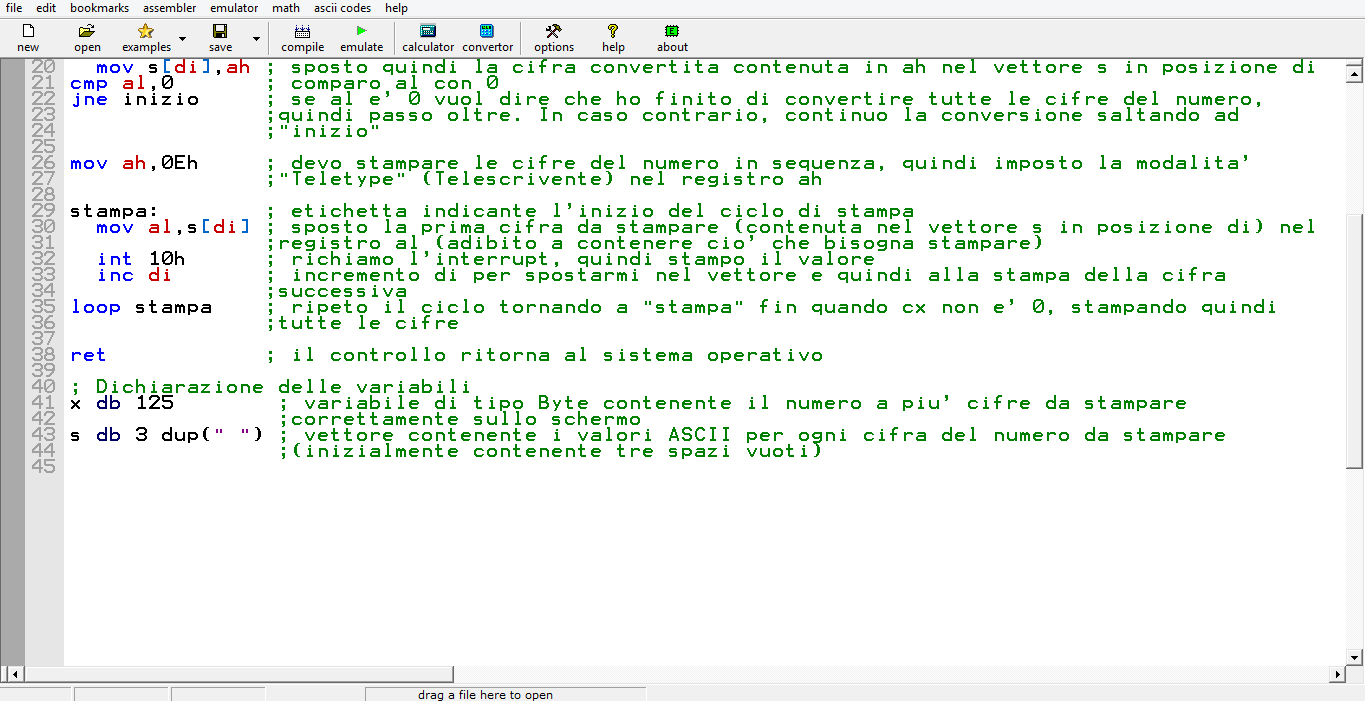 file edit bookmarks assembler emulator math ascii codes help
new open examples save compile emulate calculator convertor options help about
20 mov s[di],ah ; sposto quindi la cifra convertita contenuta in ah nel vettore s in posizione di
21 cmp al,0 ; comparo al con 0
22 jne inizio ; se al e' 0 vuol dire che ho finito di convertire tutte le cifre del numero,
23 ;quindi passo oltre. In caso contrario, continuo la conversione saltando ad
24 ;"inizio"
25
26 mov ah,0Eh ; devo stampare le cifre del numero in sequenza, quindi imposto la modalita'
27 ;"Teletype" (Telescrivente) nel registro ah
28
29 stampa: ; etichetta indicante l'inizio del ciclo di stampa
30 mov al,s[di] ; sposto la prima cifra da stampare (contenuta nel vettore s in posizione di) nel
31 ;registro al (adibito a contenere cio' che bisogna stampare)
32 int 10h ; richiamo l'interrupt, quindi stampo il valore
33 inc di ; incremento di per spostarmi nel vettore e quindi alla stampa della cifra
34 ;successiva
35 loop stampa ; ripeto il ciclo tornando a "stampa" fin quando cx non e' 0, stampando quindi
36 ;tutte le cifre
37
38 ret ; il controllo ritorna al sistema operativo
39
40 ; Dichiarazione delle variabili
41 x db 125 ; variabile di tipo Byte contenente il numero a piu' cifre da stampare
42 ;correttamente sullo schermo
43 s db 3 dup(" ") ; vettore contenente i valori ASCII per ogni cifra del numero da stampare
44 ;(inizialmente contenente tre spazi vuoti)
45
drag a file here to open